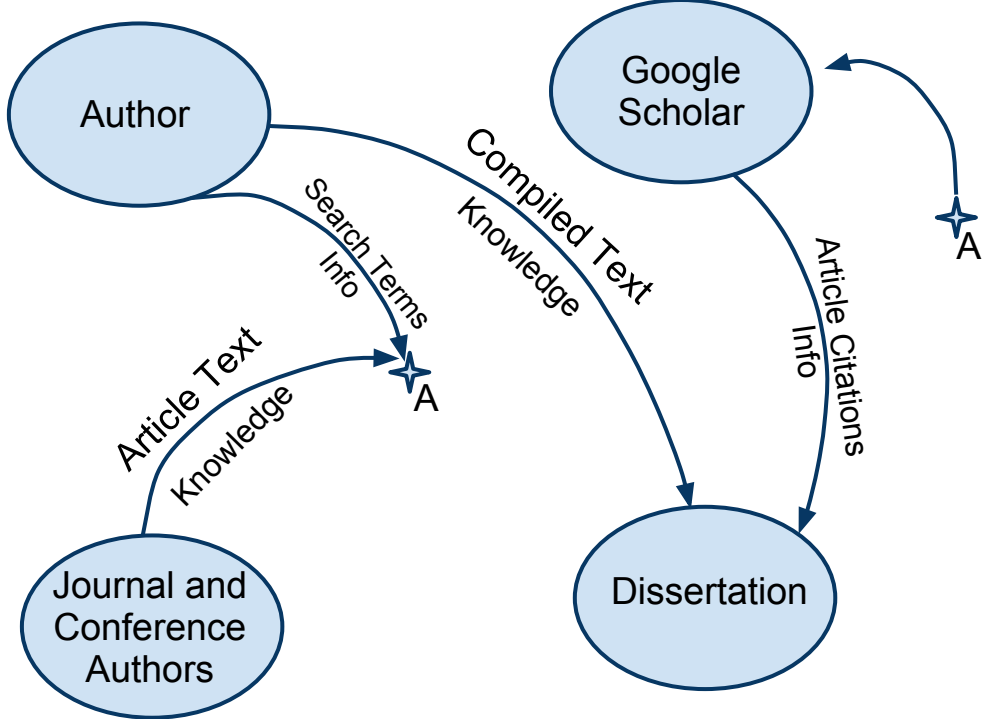 Author
Google
Scholar
Search Terms
Info
Compiled Text
Knowledge
A
Article Citations
Info
Article Text
Knowledge
A
Journal and
Conference
Authors
Dissertation